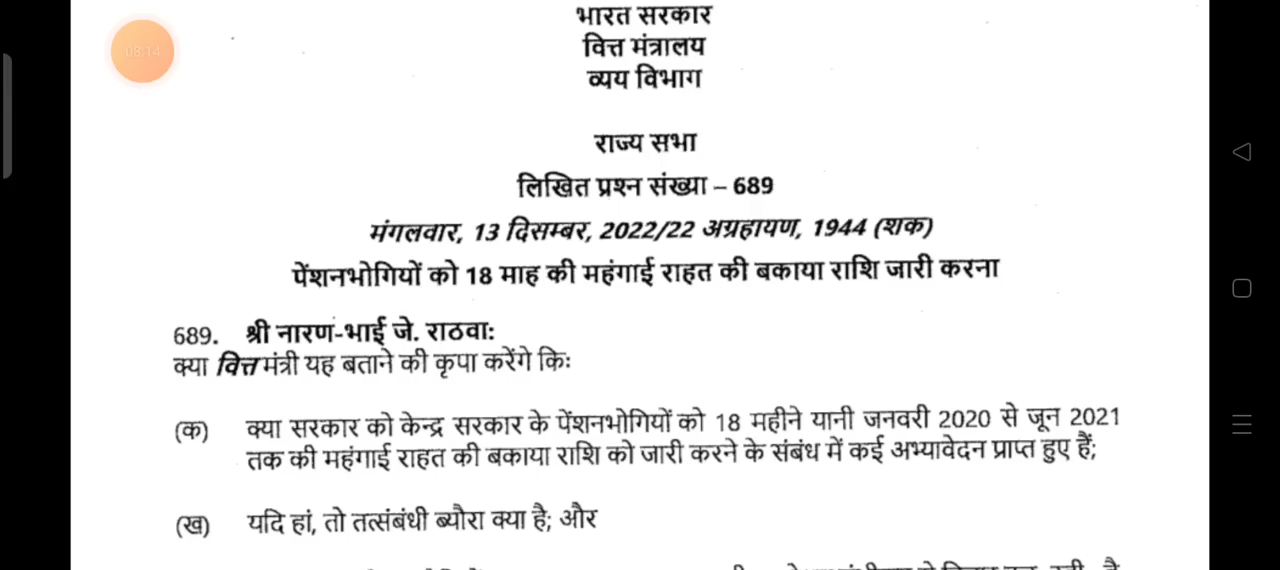 08:14
भारत सरकार
वित्त मंत्रालय
व्यय विभाग
राज्य सभा
लिखित प्रश्न संख्या – 689
मंगलवार, 13 दिसम्बर, 2022/22 अग्रहायण, 1944 (शक)
पेंशनभोगियों को 18 माह की महंगाई राहत की बकाया राशि जारी करना
689. श्री नारण-भाई जे. राठवाः
क्या वित्त मंत्री यह बताने की कृपा करेंगे किः
(क) क्या सरकार को केन्द्र सरकार के पेंशनभोगियों को 18 महीने यानी जनवरी 2020 से जून 2021
तक की महंगाई राहत की बकाया राशि को जारी करने के संबंध में कई अभ्यावेदन प्राप्त हुए हैं;
(ख) यदि हां, तो तत्संबंधी ब्यौरा क्या है; और